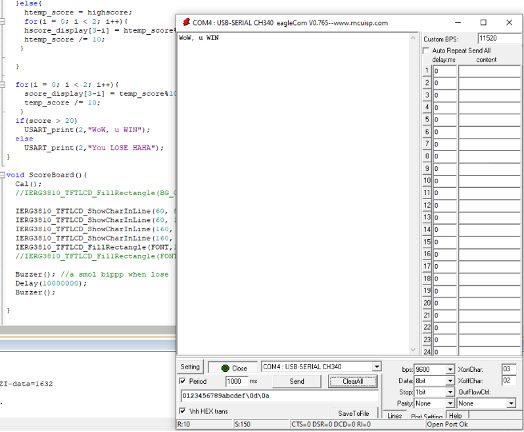 }else{
htemp_score = highscore;
for(i = 0; i < 2; i++){
hscore_display[3-i] = htemp_score%
htemp_score /= 10;
}
}
for(i = 0; i < 2; i++){
score_display[3-i] = temp_score%10
temp_score /= 10;
}
if(score > 20)
USART_print(2,"WoW, u WIN");
else
USART_print(2,"You LOSE HAHA");
}
void ScoreBoard(){
Cal();
//IERG3810_TFTLCD_FillRectangle(BG_
IERG3810_TFTLCD_ShowCharInLine(60,
IERG3810_TFTLCD_ShowCharInLine(60,
IERG3810_TFTLCD_ShowCharInLine(160,
IERG3810_TFTLCD_ShowCharInLine(160,
IERG3810_TFTLCD_FillRectangle(FONT,
//IERG3810_TFTLCD_FillRectangle(FONT
Buzzer(); //a smol bippp when lose
Delay(10000000);
Buzzer();
}
ZI-data=1632
COM4 : USB-SERIAL CH340 eagleCom V0.765--www.mcuisp.com
WoW, u WIN
Custom BPS: 11520
Auto Repeat Send All
delay:ms content
1 0
2 0
3 0
4 0
5 0
6 0
7 0
8 0
9 0
10 0
11 0
12 0
13 0
14 0
15 0
16 0
17 0
18 0
19 0
20 0
21 0
22 0
23 0
24 0
Setting Close COM4 : USB-SERIAL CH340
Period 1000 ms Send ClearAll
0123456789abcdef\0d\0a
\hh HEX trans SaveToFile
bps: 9600 XonChar: 03
Data: 8bit XoffChar: 02
Stop: 1bit OutFlowCtrl:
Parity: None None
Lines Port Setting Help
R:10 S:150 CTS=0 DSR=0 DCD=0 RI=0 Open Port Ok